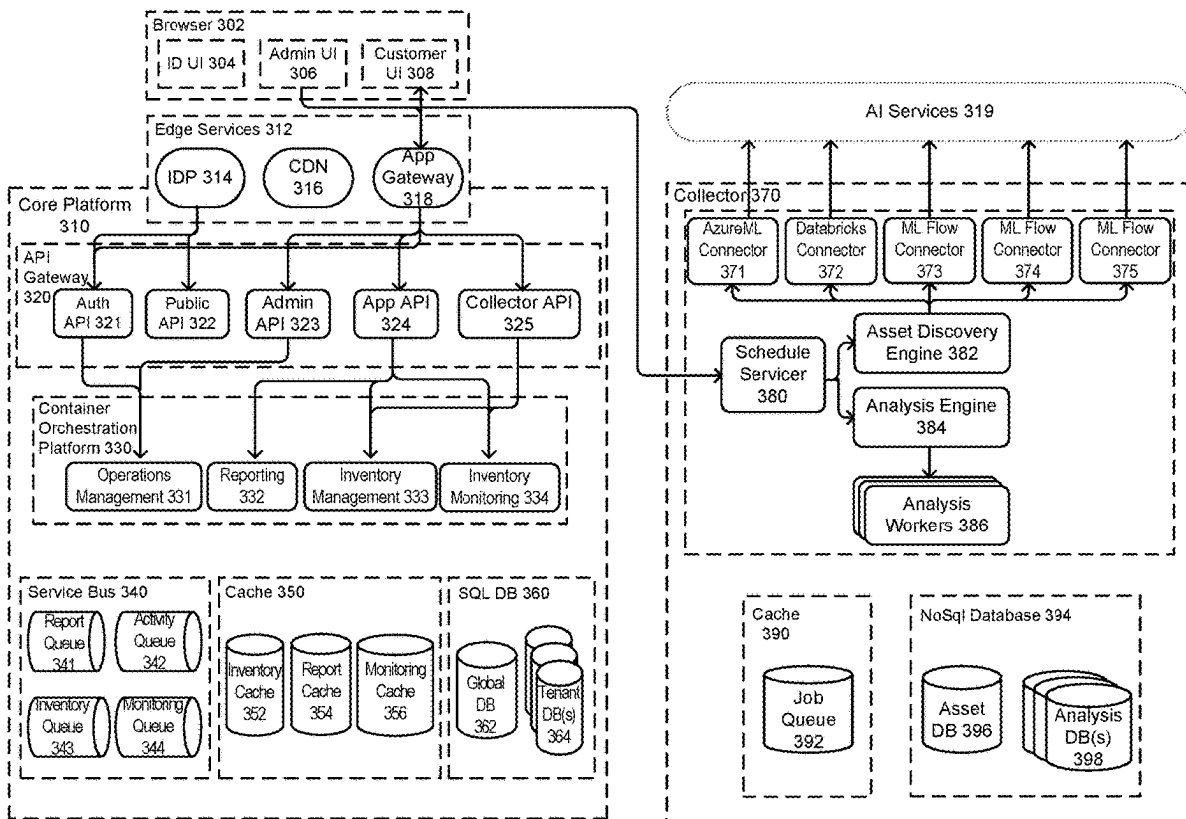 Browser 302
ID UI 304
Admin UI
306
Customer
UI 308
Edge Services 312
IDP 314
CDN
316
App
Gateway
318
AI Services 319
Core Platform
310
API
Gateway
320
Auth
API 321
Public
API 322
Admin
API 323
App API
324
Collector API
325
Container
Orchestration
Platform 330
Operations
Management 331
Reporting
332
Inventory
Management 333
Inventory
Monitoring 334
Service Bus 340
Report
Queue
341
Activity
Queue
342
Inventory
Queue
343
Monitoring
Queue
344
Cache 350
Inventory
Cache
352
Report
Cache
354
Monitoring
Cache
356
SQL DB 360
Global
DB
362
Tenant
DB(s)
364
Collector 370
AzureML
Connector
371
Databricks
Connector
372
ML Flow
Connector
373
ML Flow
Connector
374
ML Flow
Connector
375
Schedule
Servicer
380
Asset Discovery
Engine 382
Analysis Engine
384
Analysis
Workers 386
Cache
390
Job
Queue
392
NoSql Database 394
Asset
DB 396
Analysis
DB(s)
398